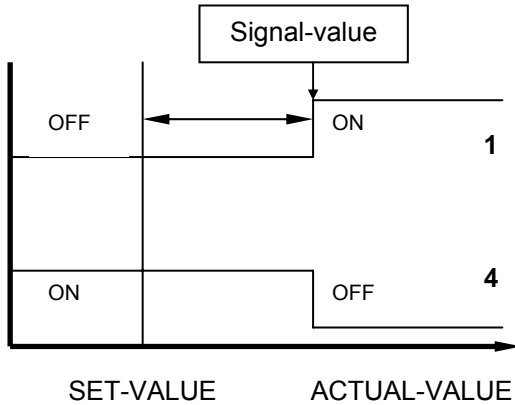 Signal-value
OFF
ON
1
ON
OFF
4
SET-VALUE
ACTUAL-VALUE